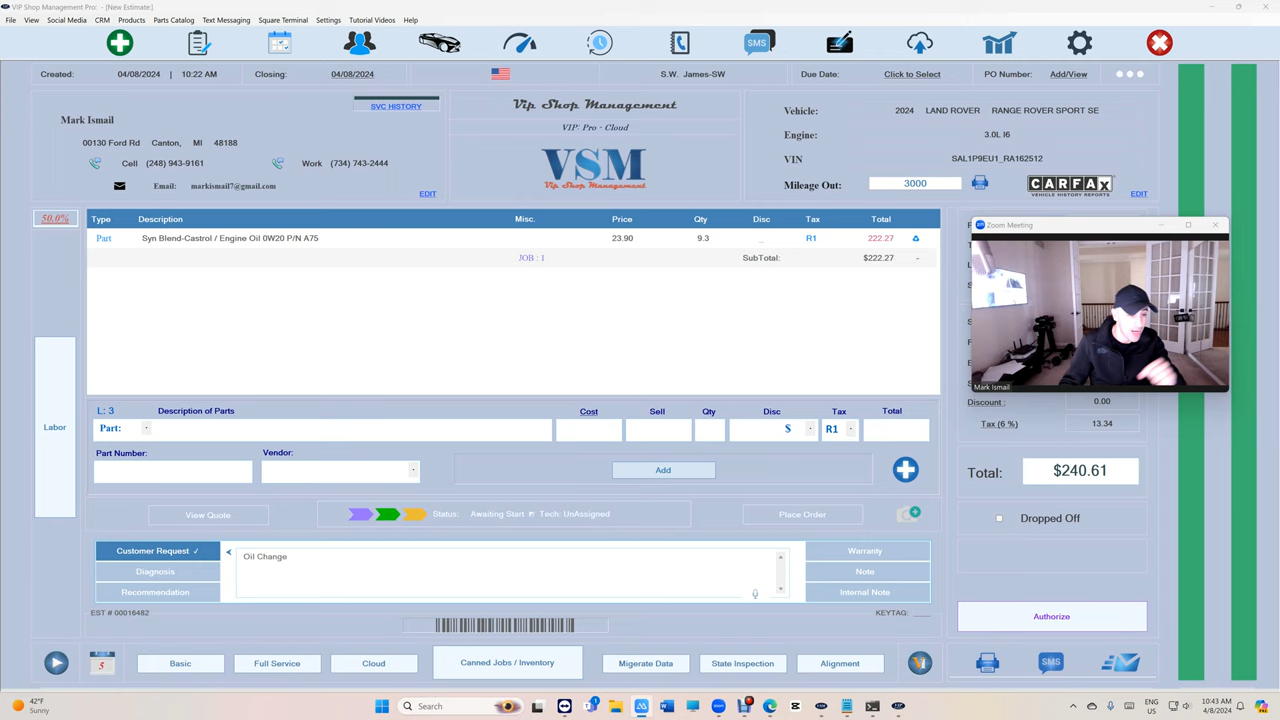 VIP Shop Management Pro: - [New Estimate:]
File View Social Media CRM Products Parts Catalog Text Messaging Square Terminal Settings Tutorial Videos Help
SMS
Created: 04/08/2024 | 10:22 AM Closing: 04/08/2024 S.W. James-SW Due Date: Click to Select PO Number: Add/View
SVC HISTORY
Mark Ismail
00130 Ford Rd Canton, MI 48188
Cell (248) 943-9161 Work (734) 743-2444
Email: markismail7@gmail.com
EDIT
Vip Shop Management
VIP: Pro - Cloud
VSM
Vip Shop Management
Vehicle: 2024 LAND ROVER RANGE ROVER SPORT SE
Engine: 3.0L I6
VIN SAL1P9EU1_RA162512
Mileage Out: 3000
CARFAX
VEHICLE HISTORY REPORTS
EDIT
50.0%
Type Description Misc. Price Qty Disc Tax Total
Part Syn Blend-Castrol / Engine Oil 0W20 P/N A75 23.90 9.3 _ R1 222.27
JOB : 1 SubTotal: $222.27 -
Zoom Meeting
Mark Ismail
Labor
L: 3 Description of Parts Cost Sell Qty Disc Tax Total
Part: $ R1
Part Number: Vendor:
Add
Discount : 0.00
Tax (6 %) 13.34
Total: $240.61
Dropped Off
View Quote Status: Awaiting Start Tech: UnAssigned Place Order
Customer Request ✓ < Oil Change Warranty
Diagnosis Note
Recommendation Internal Note
EST # 00016482 KEYTAG: ____
Authorize
5 Basic Full Service Cloud Canned Jobs / Inventory Migerate Data State Inspection Alignment SMS
42°F
Sunny
Search
ENG
US
10:43 AM
4/8/2024